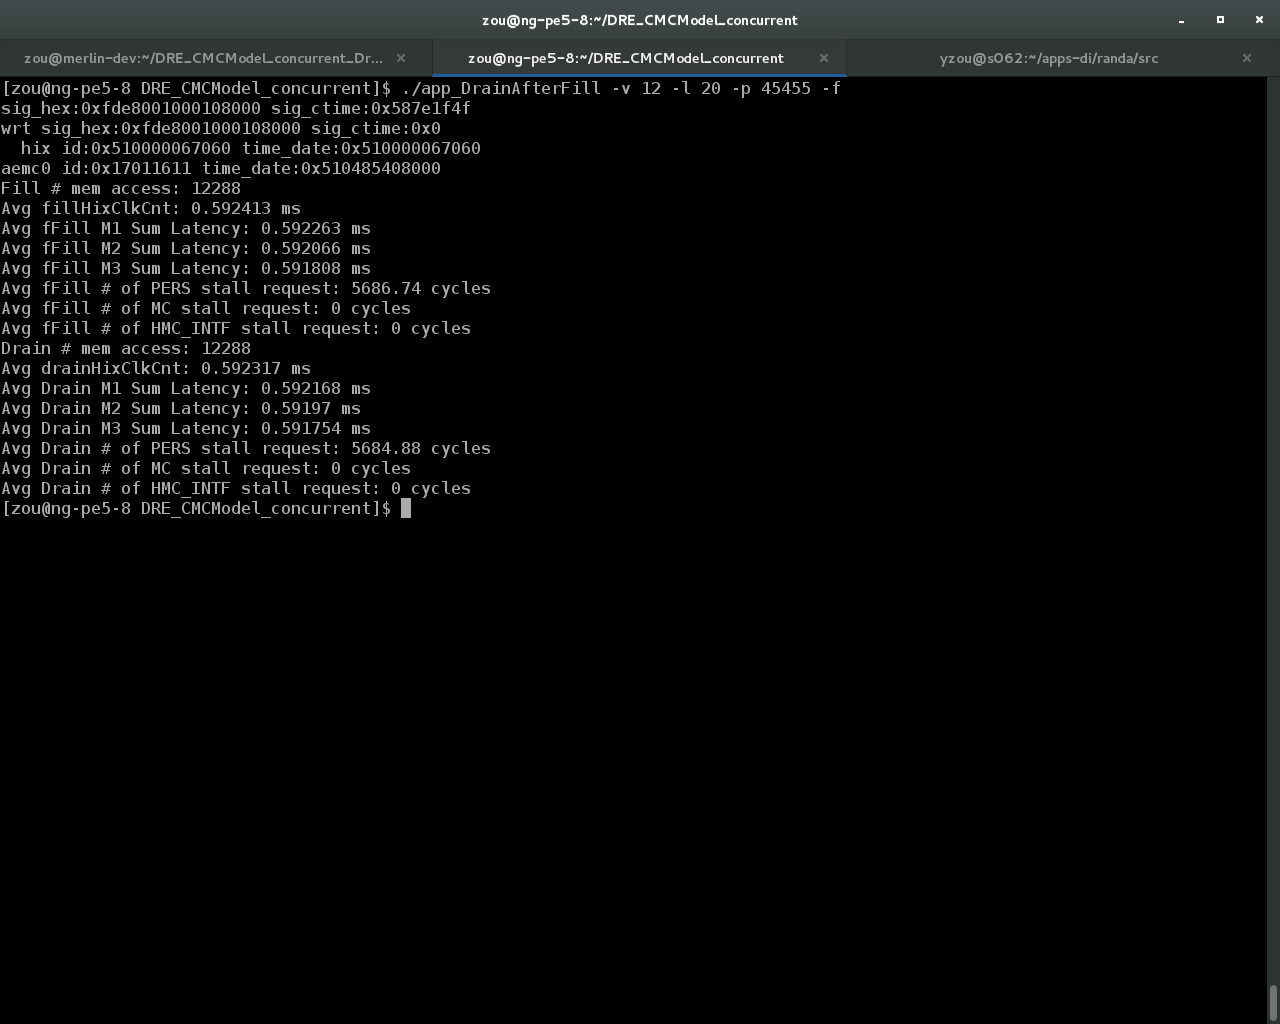 zou@ng-pe5-8:~/DRE_CMCModel_concurrent
zou@merlin-dev:~/DRE_CMCModel_concurrent_Dr...
zou@ng-pe5-8:~/DRE_CMCModel_concurrent
yzou@s062:~/apps-di/randa/src
[zou@ng-pe5-8 DRE_CMCModel_concurrent]$ ./app_DrainAfterFill -v 12 -l 20 -p 45455 -f
sig_hex:0xfde8001000108000 sig_ctime:0x587e1f4f
wrt sig_hex:0xfde8001000108000 sig_ctime:0x0
  hix id:0x510000067060 time_date:0x510000067060
aemc0 id:0x17011611 time_date:0x510485408000
Fill # mem access: 12288
Avg fillHixClkCnt: 0.592413 ms
Avg fFill M1 Sum Latency: 0.592263 ms
Avg fFill M2 Sum Latency: 0.592066 ms
Avg fFill M3 Sum Latency: 0.591808 ms
Avg fFill # of PERS stall request: 5686.74 cycles
Avg fFill # of MC stall request: 0 cycles
Avg fFill # of HMC_INTF stall request: 0 cycles
Drain # mem access: 12288
Avg drainHixClkCnt: 0.592317 ms
Avg Drain M1 Sum Latency: 0.592168 ms
Avg Drain M2 Sum Latency: 0.59197 ms
Avg Drain M3 Sum Latency: 0.591754 ms
Avg Drain # of PERS stall request: 5684.88 cycles
Avg Drain # of MC stall request: 0 cycles
Avg Drain # of HMC_INTF stall request: 0 cycles
[zou@ng-pe5-8 DRE_CMCModel_concurrent]$